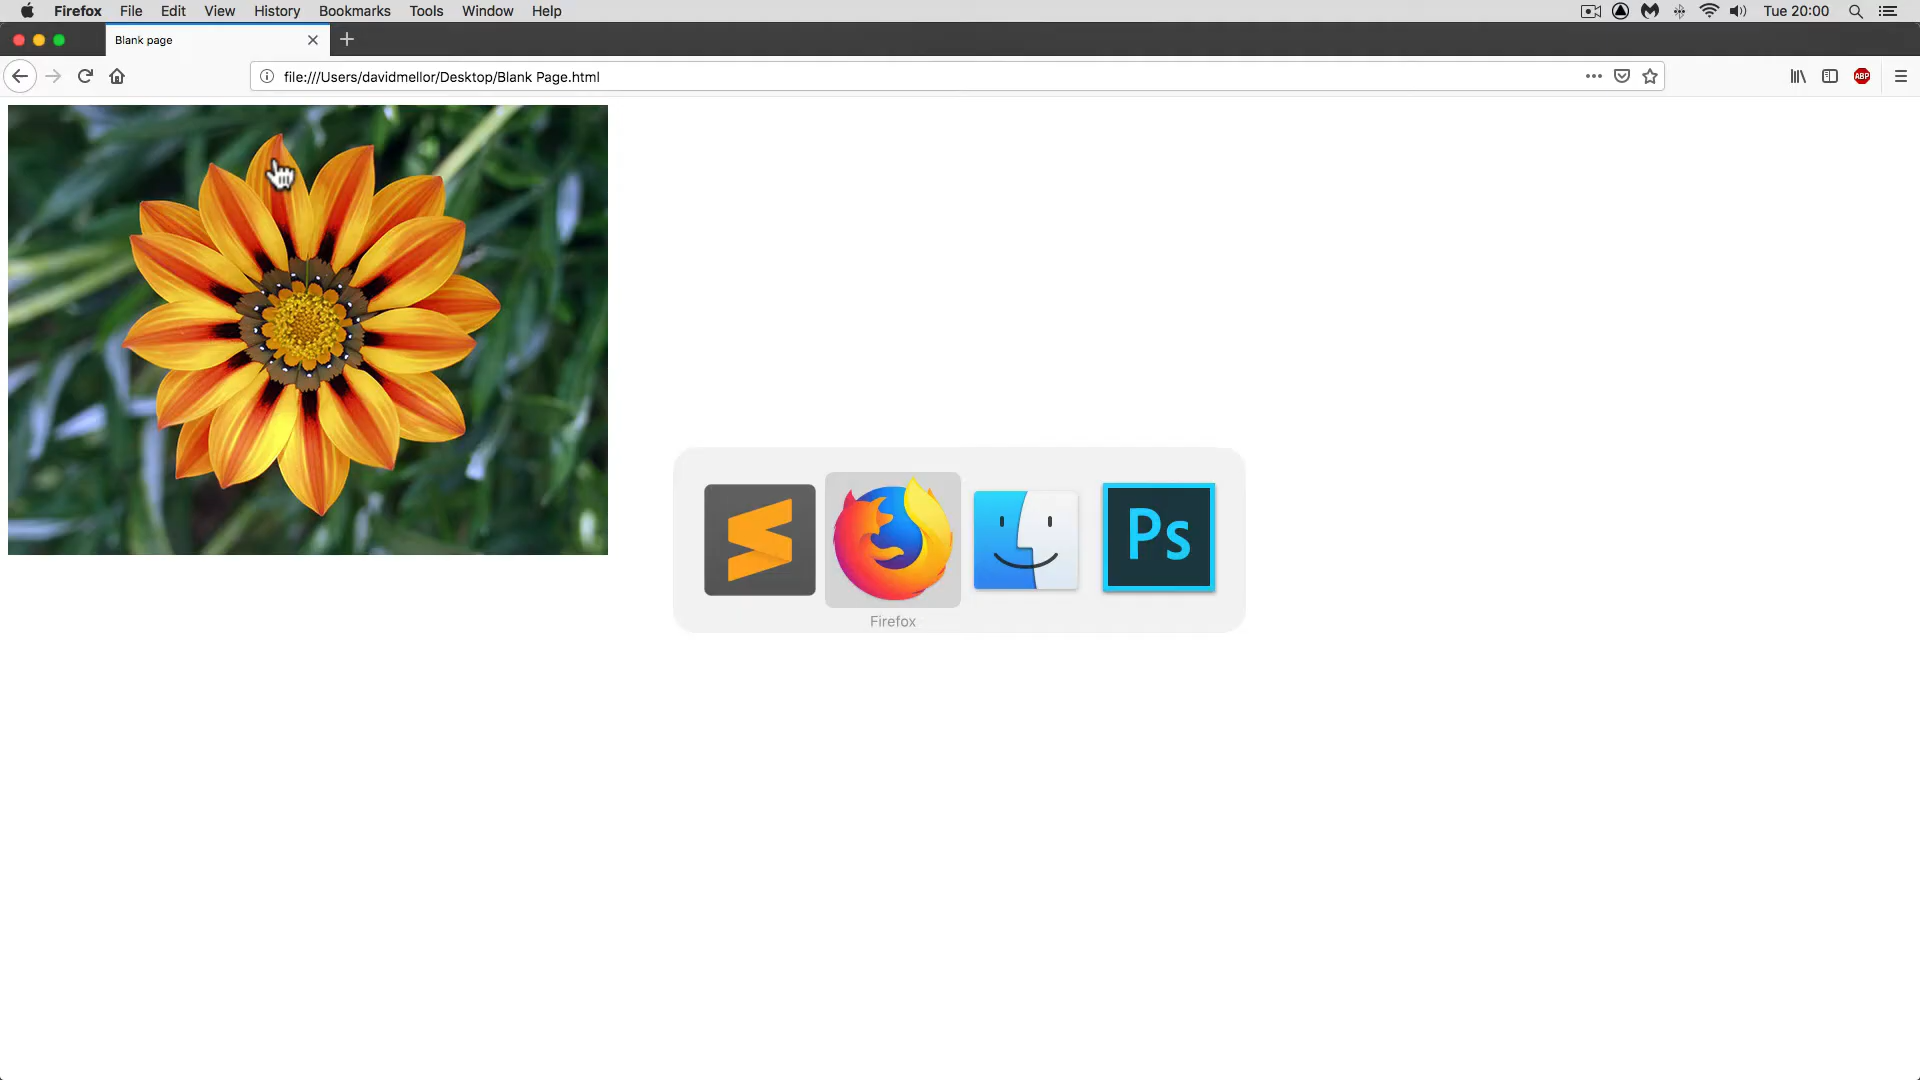 Firefox File Edit View History Bookmarks Tools Window Help Tue 20:00
Blank page
file:///Users/davidmellor/Desktop/Blank Page.html
ABP
Ps
Firefox